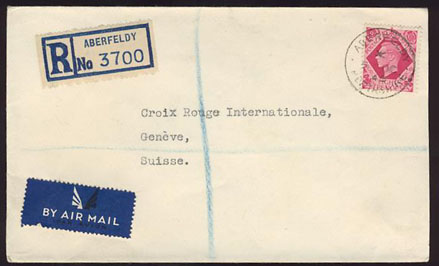 ABERFELDY
R No 3700
Croix Rouge Internationale,
Genève,
Suisse.
BY AIR MAIL